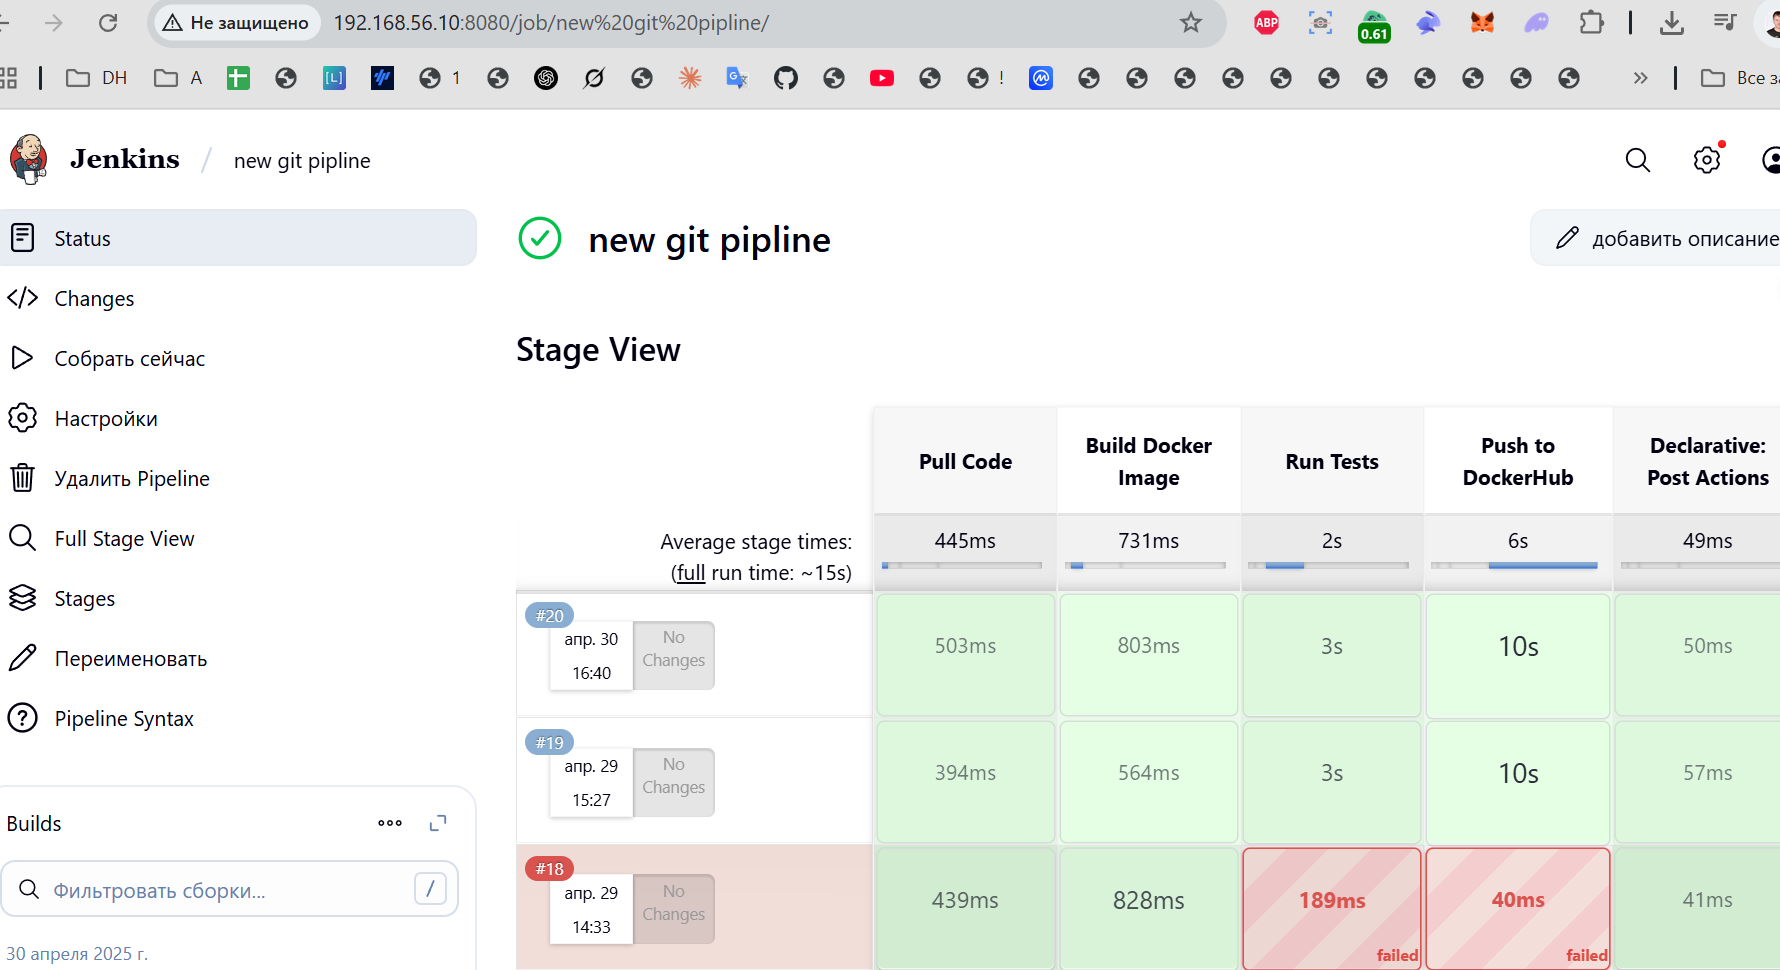 Не защищено
192.168.56.10:8080/job/new%20git%20pipline/
ABP
0.61
DH
A
[L]
1
G
!
Все за
Jenkins / new git pipline
Status
Changes
Собрать сейчас
Настройки
Удалить Pipeline
Full Stage View
Stages
Переименовать
Pipeline Syntax
Builds
Фильтровать сборки...
/
30 апреля 2025 г.
new git pipline
добавить описание
Stage View
Pull Code
Build Docker
Image
Run Tests
Push to
DockerHub
Declarative:
Post Actions
Average stage times:
(full run time: ~15s)
445ms
731ms
2s
6s
49ms
#20
апр. 30
16:40
No
Changes
503ms
803ms
3s
10s
50ms
#19
апр. 29
15:27
No
Changes
394ms
564ms
3s
10s
57ms
#18
апр. 29
14:33
No
Changes
439ms
828ms
189ms
failed
40ms
failed
41ms